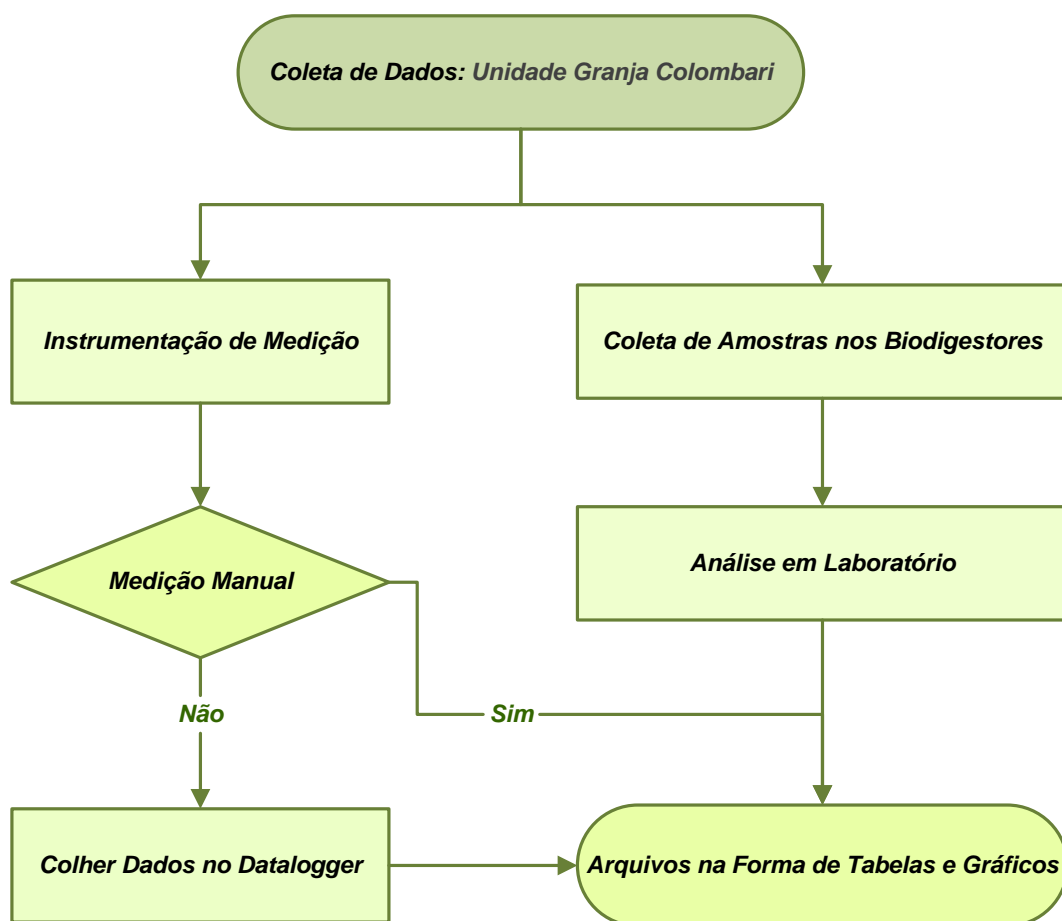 Coleta de Dados: Unidade Granja Colombari
Instrumentação de Medição
Coleta de Amostras nos Biodigestores
Medição Manual
Análise em Laboratório
Não
Sim
Colher Dados no Datalogger
Arquivos na Forma de Tabelas e Gráficos